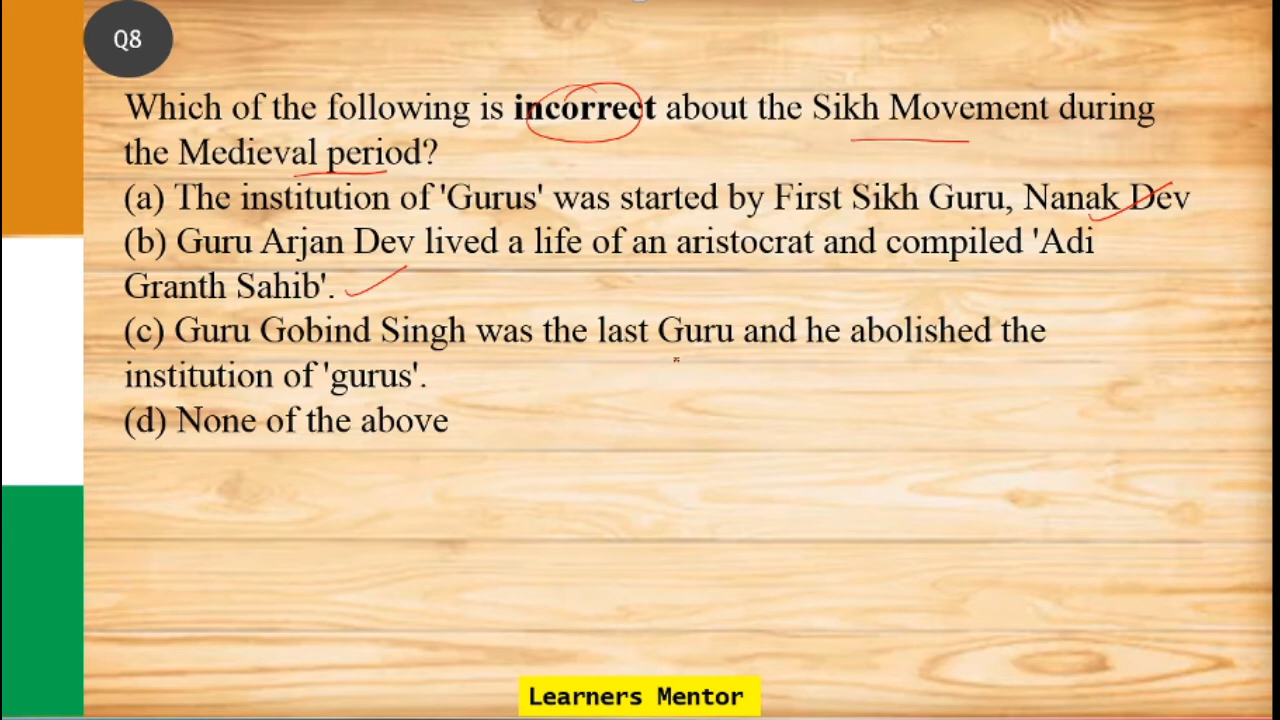 Q8
Which of the following is incorrect about the Sikh Movement during
the Medieval period?
(a) The institution of 'Gurus' was started by First Sikh Guru, Nanak Dev
(b) Guru Arjan Dev lived a life of an aristocrat and compiled 'Adi
Granth Sahib'.
(c) Guru Gobind Singh was the last Guru and he abolished the
institution of 'gurus'.
(d) None of the above
Learners Mentor